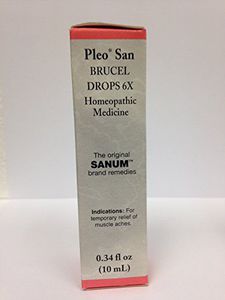 Pleo® San
BRUCEL
DROPS 6X
Homeopathic
Medicine
The original
SANUM™
brand remedies
Indications: For
temporary relief of
muscle aches.
0.34 fl oz
(10 mL)